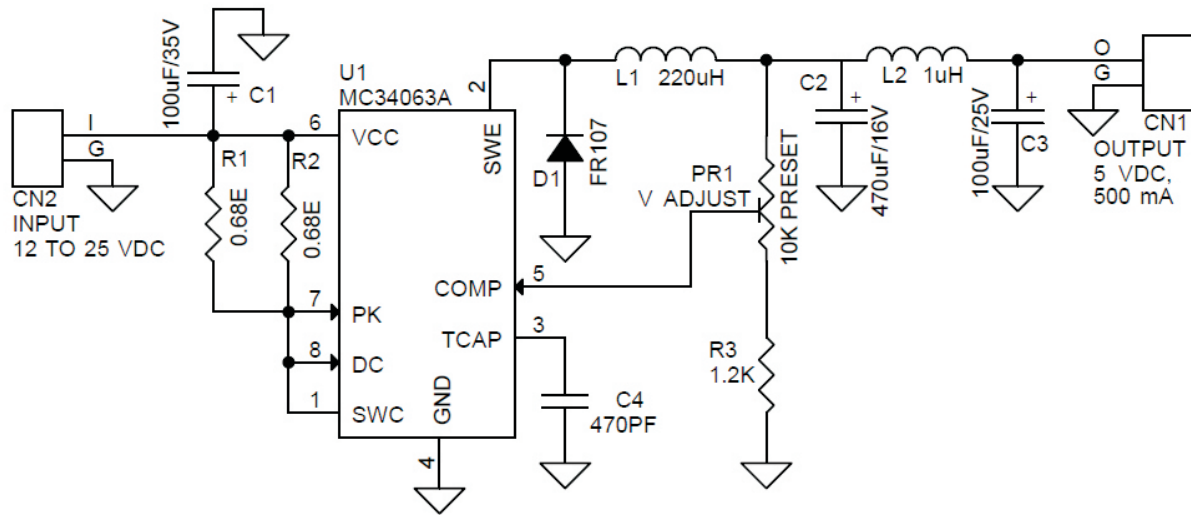 100uF/35V
+ C1
U1
MC34063A
2
L1 220uH
C2
L2 1uH
O
G
CN1
OUTPUT
5 VDC,
500 mA
I
G
CN2
INPUT
12 TO 25 VDC
R1
0.68E
R2
0.68E
6
VCC
SWE
D1
FR107
PR1
V ADJUST
10K PRESET
+
470uF/16V
+
100uF/25V
C3
COMP
5
7
PK
TCAP
3
8
DC
1
SWC
GND
4
C4
470PF
R3
1.2K